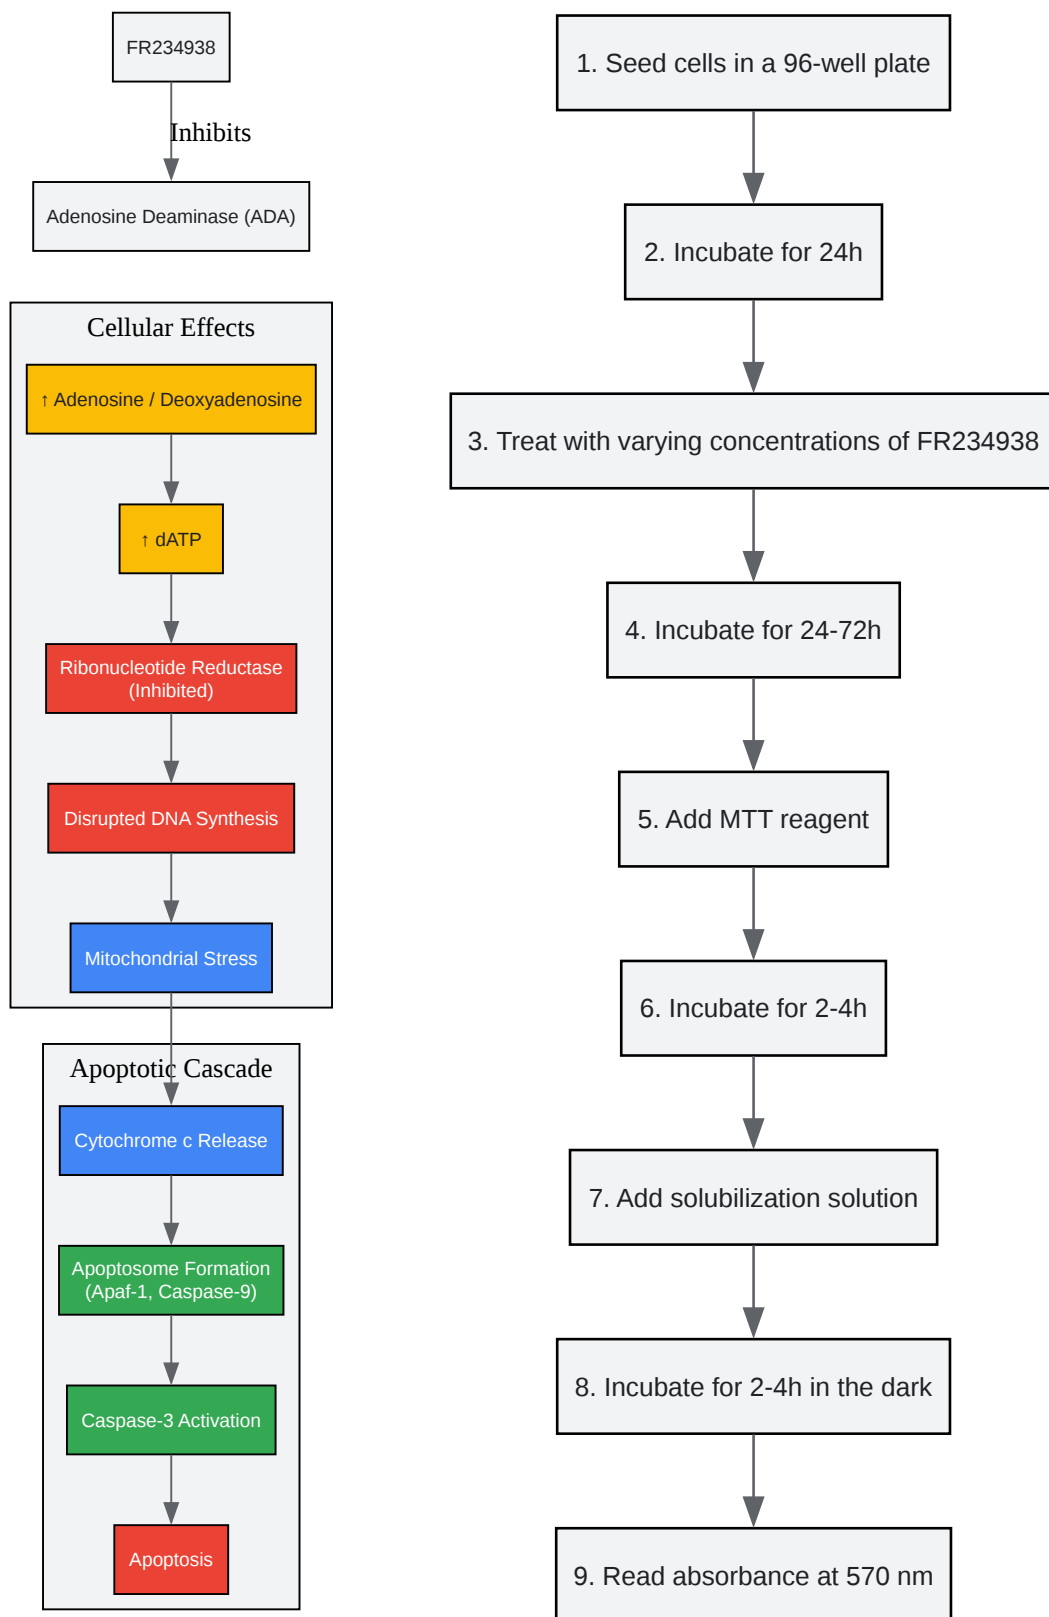 FR234938
Inhibits
Adenosine Deaminase (ADA)
Cellular Effects
↑ Adenosine / Deoxyadenosine
↑ dATP
Ribonucleotide Reductase
(Inhibited)
Disrupted DNA Synthesis
Mitochondrial Stress
Apoptotic Cascade
Cytochrome c Release
Apoptosome Formation
(Apaf-1, Caspase-9)
Caspase-3 Activation
Apoptosis
1. Seed cells in a 96-well plate
2. Incubate for 24h
3. Treat with varying concentrations of FR234938
4. Incubate for 24-72h
5. Add MTT reagent
6. Incubate for 2-4h
7. Add solubilization solution
8. Incubate for 2-4h in the dark
9. Read absorbance at 570 nm